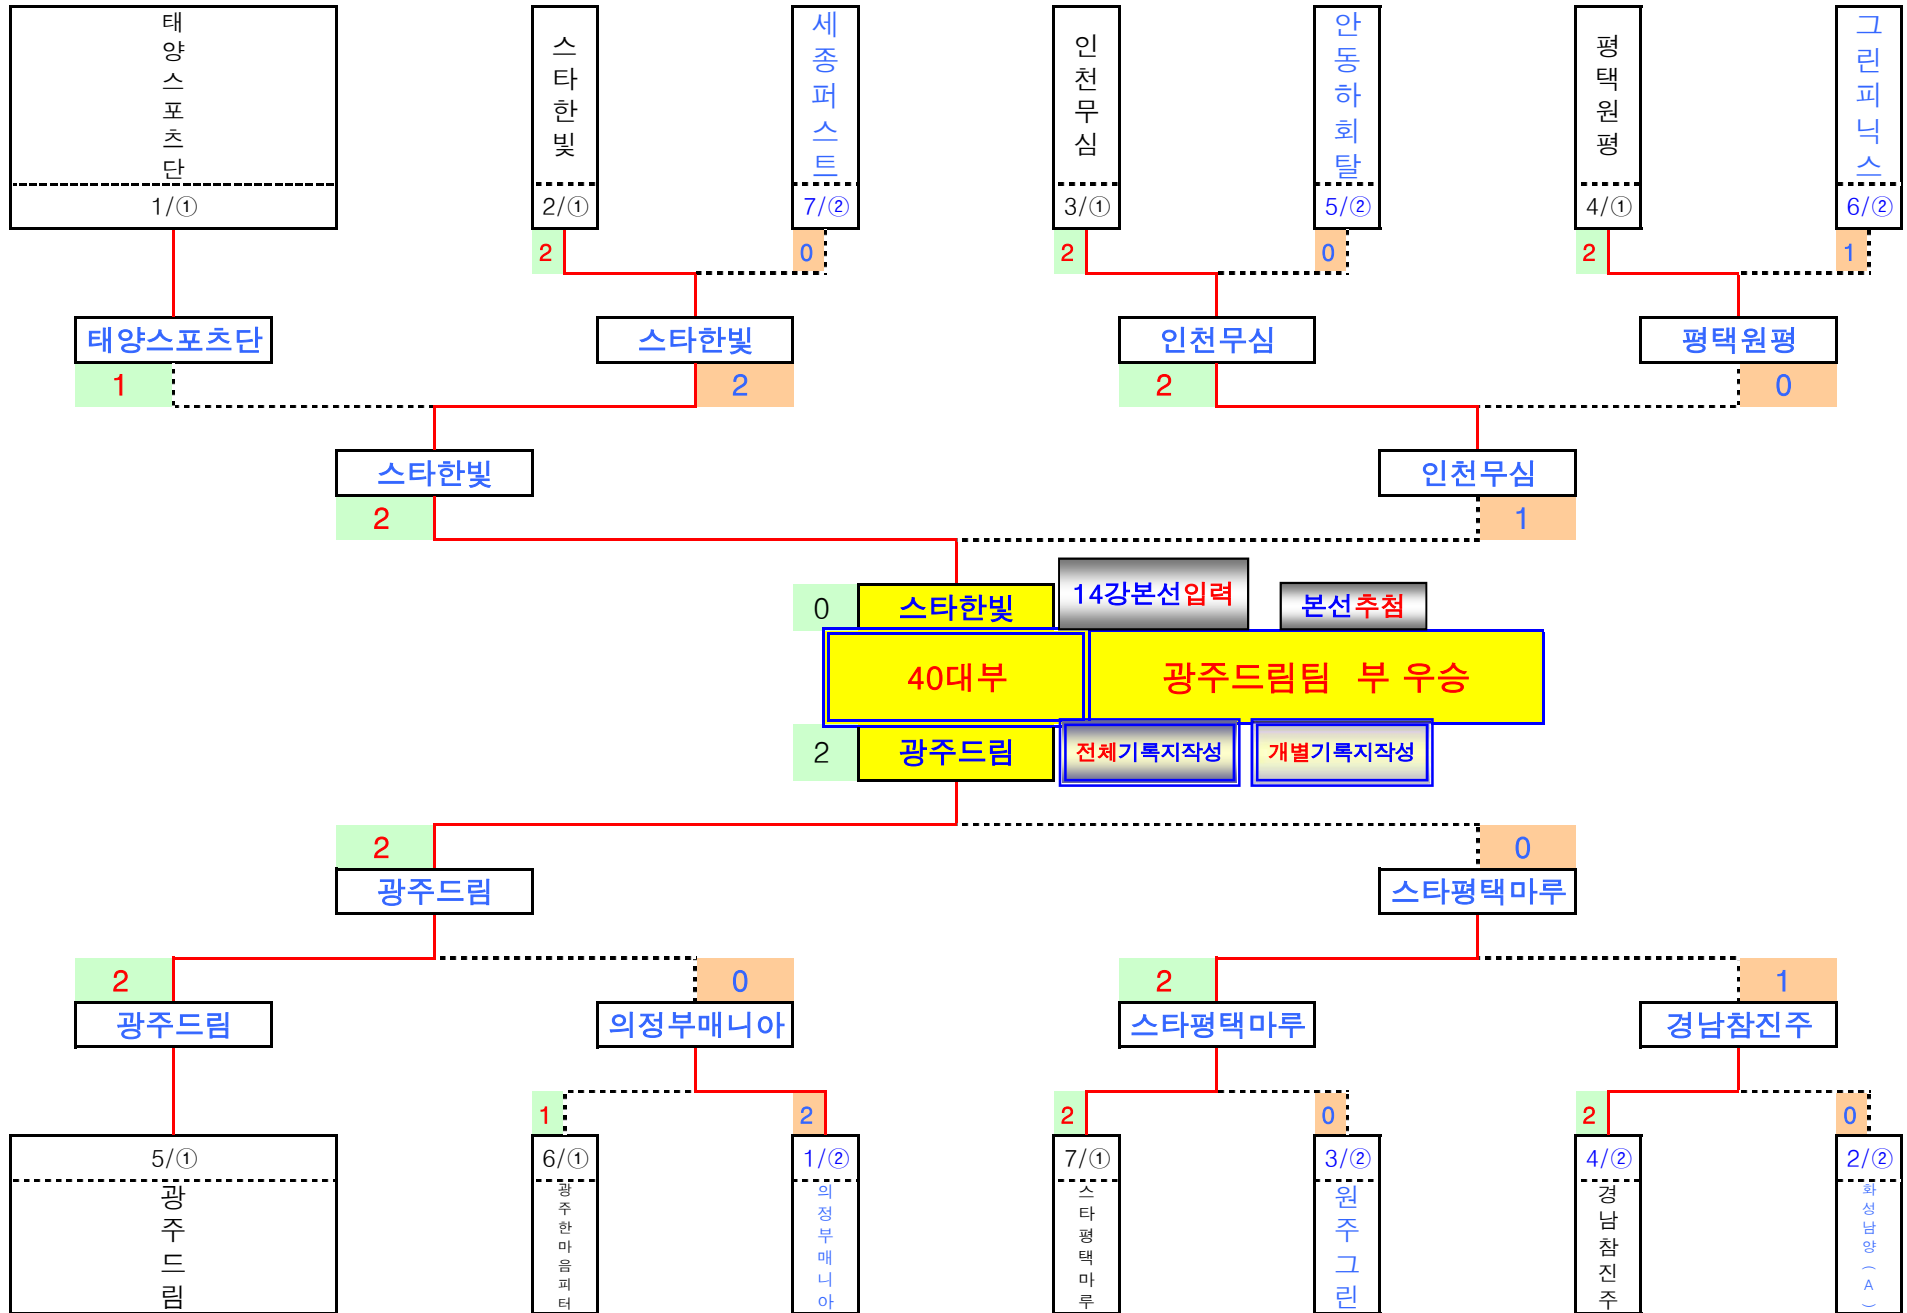 태양스포츠단
스타한빛
세종퍼스트
인천무심
안동하회탈
평택원평
그린피닉스
1/①
2/①
7/②
3/①
5/②
4/①
6/②
2
0
2
0
2
1
태양스포츠단
스타한빛
인천무심
평택원평
1
2
2
0
스타한빛
인천무심
2
1
0
스타한빛
14강본선입력
본선추첨
40대부
광주드림팀 부 우승
2
광주드림
전체기록지작성
개별기록지작성
2
0
광주드림
스타평택마루
2
0
2
1
광주드림
의정부매니아
스타평택마루
경남참진주
1
2
2
0
2
0
5/①
6/①
1/②
7/①
3/②
4/②
2/②
광주드림
광주한마음피터
의정부매니아
스타평택마루
원주그린
경남참진주
화성남양(A)